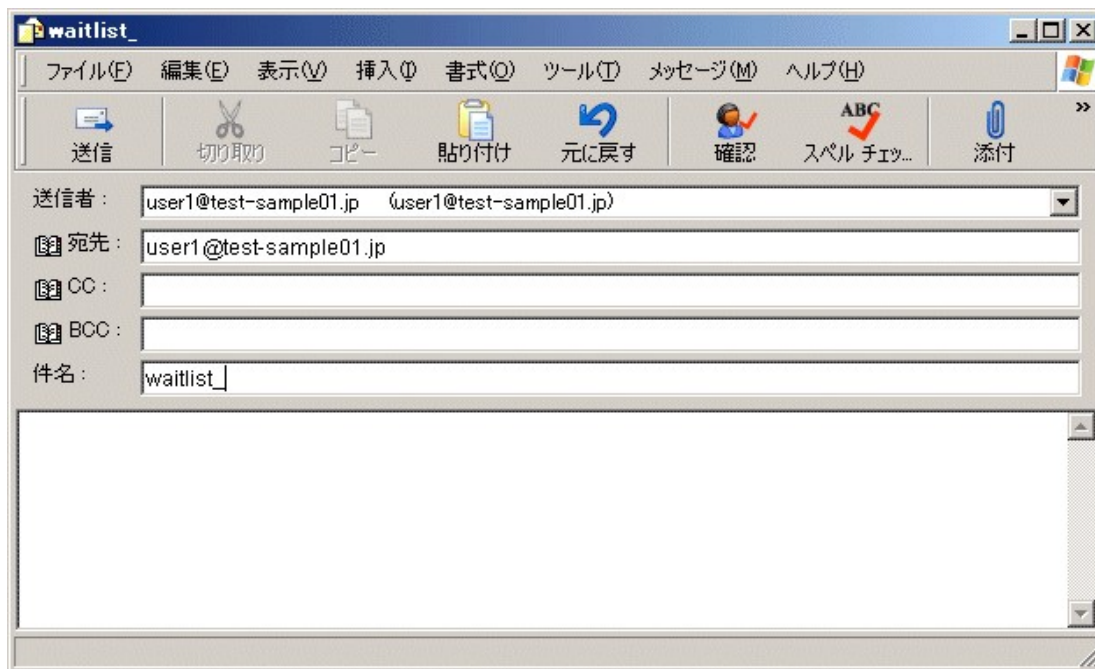 waitlist_
ファイル(F) 編集(E) 表示(V) 挿入(I) 書式(O) ツール(T) メッセージ(M) ヘルプ(H)
ABC
送信 切り取り コピー 貼り付け 元に戻す 確認 スペル チェッ... 添付 »
送信者: user1@test-sample01.jp (user1@test-sample01.jp)
宛先: user1@test-sample01.jp
CC:
BCC:
件名: waitlist_